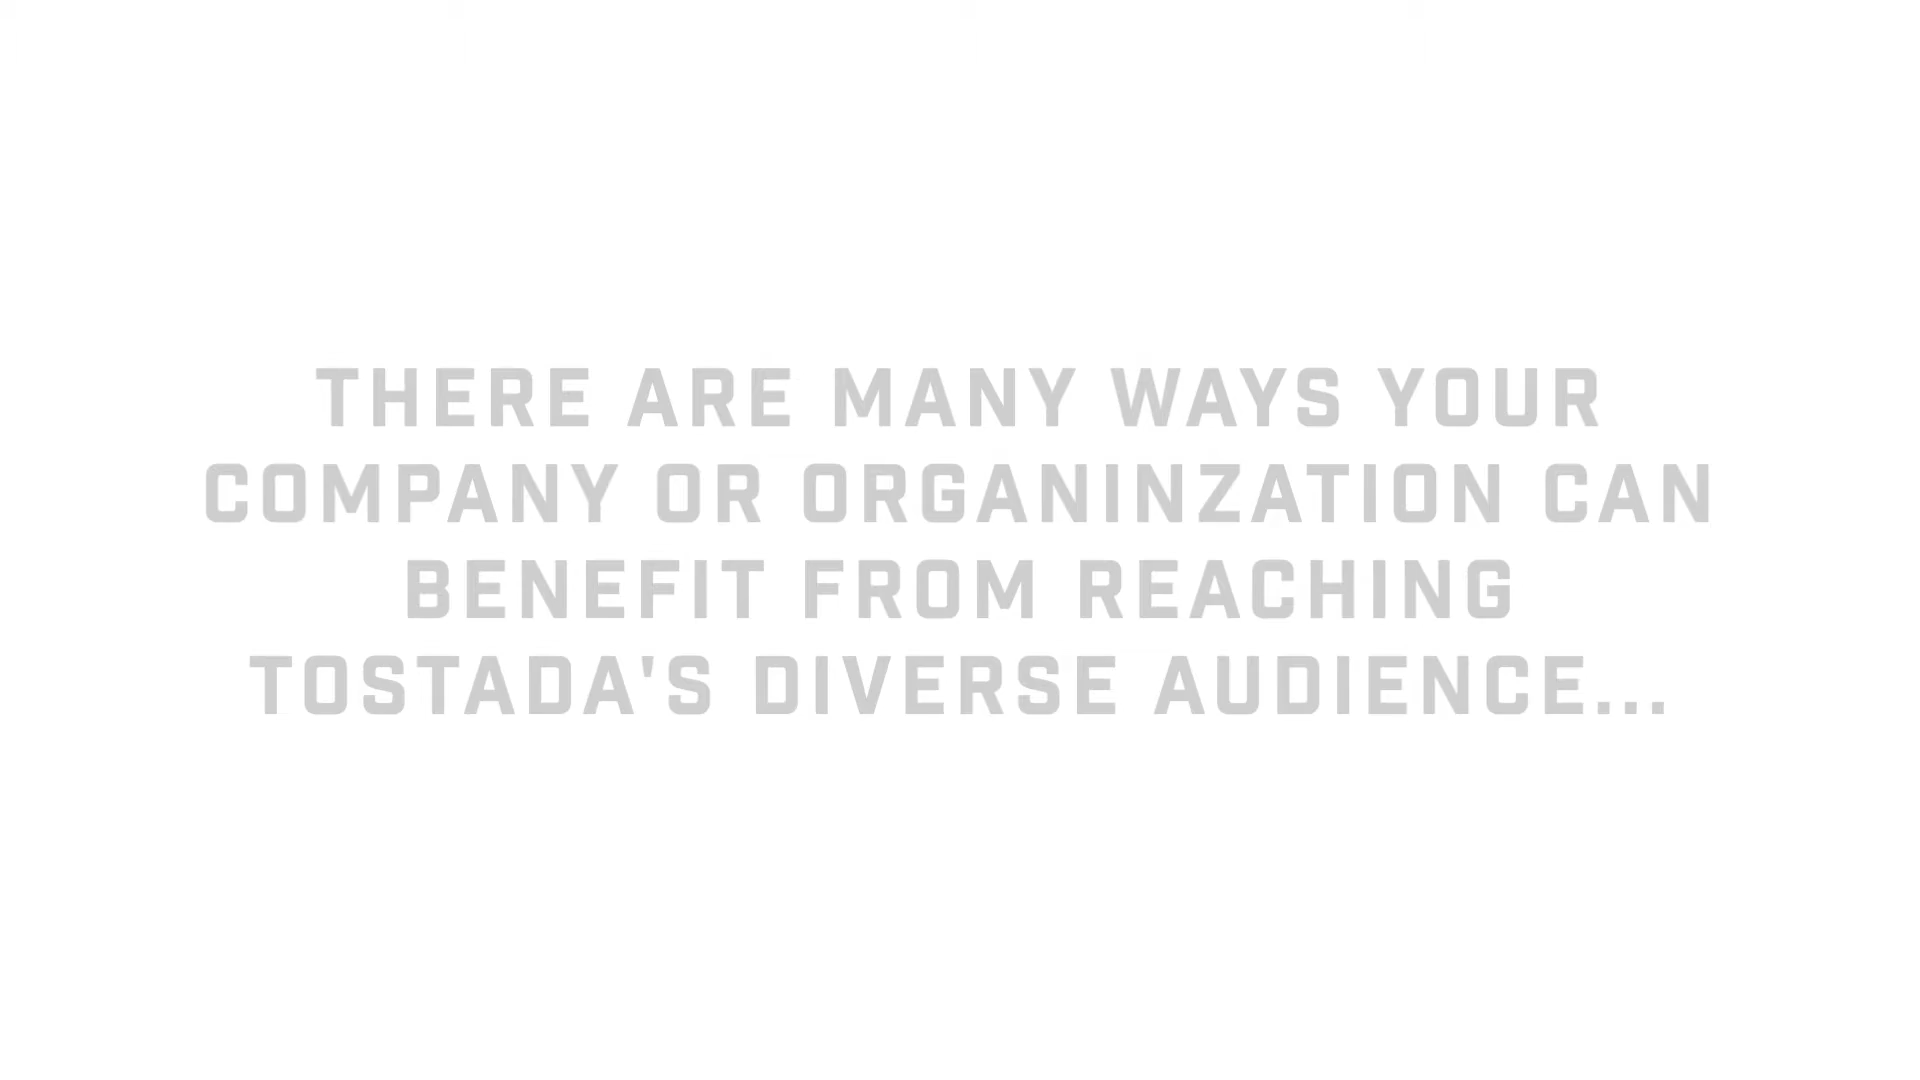 THERE ARE MANY WAYS YOUR
COMPANY OR ORGANINZATION CAN
BENEFIT FROM REACHING
TOSTADA'S DIVERSE AUDIENCE...